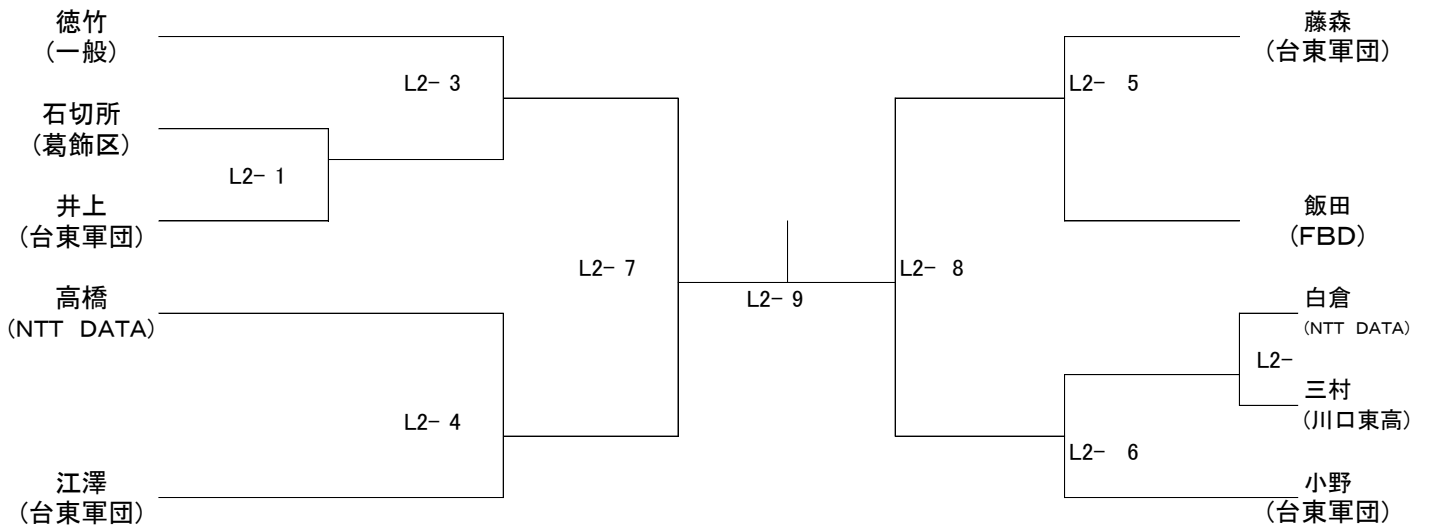 徳竹
(一般)
L2- 3
石切所
(葛飾区)
L2- 1
井上
(台東軍団)
L2- 7
高橋
(NTT DATA)
L2- 4
江澤
(台東軍団)
L2- 9
藤森
(台東軍団)
L2- 5
飯田
(FBD)
L2- 8
白倉
(NTT DATA)
L2-
三村
(川口東高)
L2- 6
小野
(台東軍団)